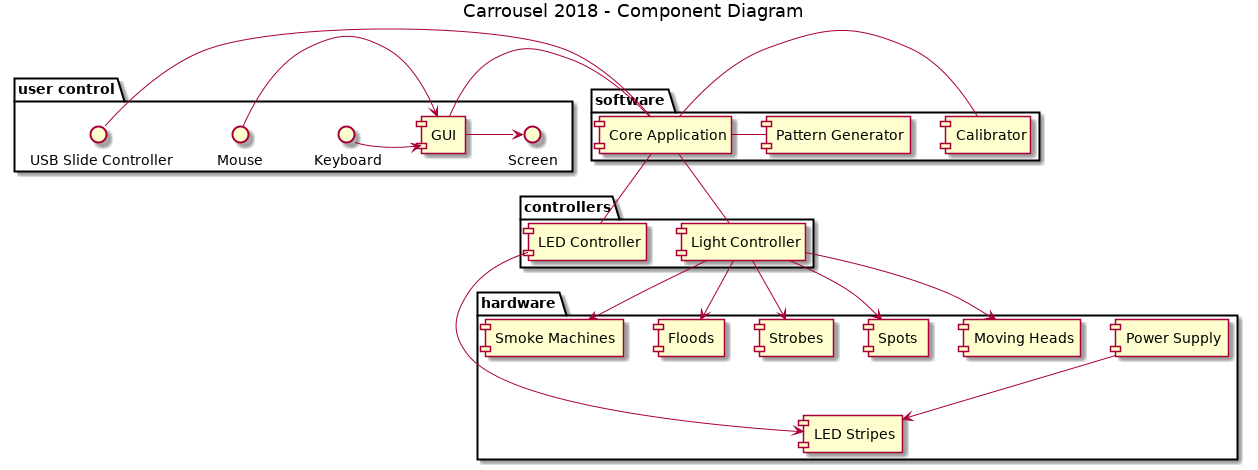 Carrousel 2018 - Component Diagram
user control
USB Slide Controller
Mouse
Keyboard
GUI
Screen
software
Core Application
Pattern Generator
Calibrator
controllers
LED Controller
Light Controller
hardware
Smoke Machines
Floods
Strobes
Spots
Moving Heads
Power Supply
LED Stripes